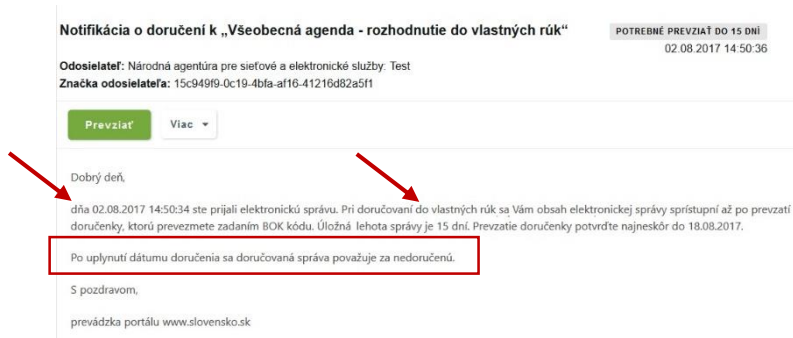 Notifikácia o doručení k „Všeobecná agenda - rozhodnutie do vlastných rúk“
POTREBNÉ PREVZIAŤ DO 15 DNÍ
02.08.2017 14:50:36
Odosielateľ: Národná agentúra pre sieťové a elektronické služby: Test
Značka odosielateľa: 15c949f9-0c19-4bfa-af16-41216d82a5f1
Prevziať Viac
Dobrý deň,
dňa 02.08.2017 14:50:34 ste prijali elektronickú správu. Pri doručovaní do vlastných rúk sa Vám obsah elektronickej správy sprístupní až po prevzatí
doručenky, ktorú prevezmete zadaním BOK kódu. Úložná lehota správy je 15 dní. Prevzatie doručenky potvrďte najneskôr do 18.08.2017.
Po uplynutí dátumu doručenia sa doručovaná správa považuje za nedoručenú.
S pozdravom,
prevádzka portálu www.slovensko.sk